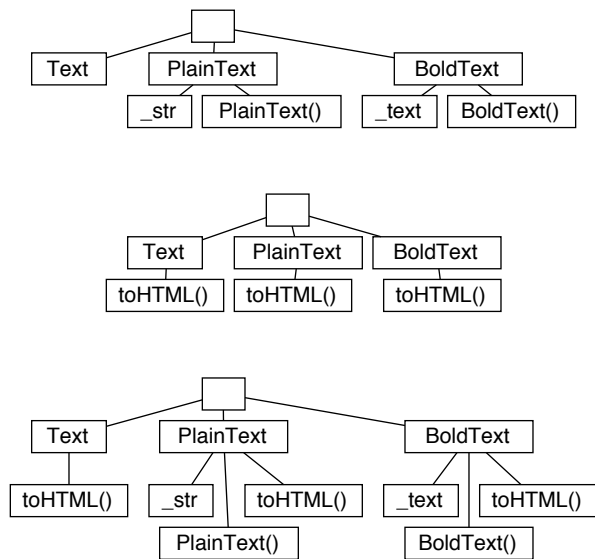 Text PlainText BoldText
_str PlainText() _text BoldText()
Text PlainText BoldText
toHTML() toHTML() toHTML()
Text PlainText BoldText
toHTML() _str toHTML() _text toHTML()
PlainText() BoldText()